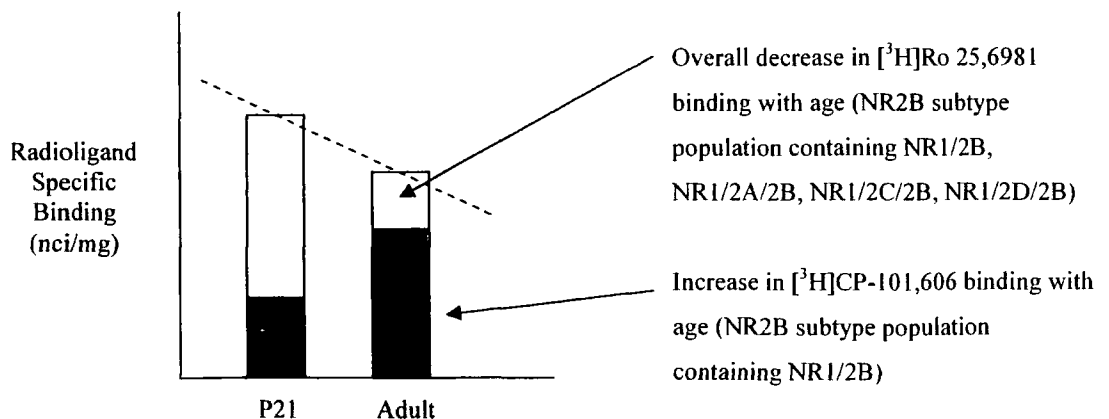 Radioligand
Specific
Binding
(nci/mg)
P21
Adult
Overall decrease in [³H]Ro 25,6981
binding with age (NR2B subtype
population containing NR1/2B,
NR1/2A/2B, NR1/2C/2B, NR1/2D/2B)
Increase in [³H]CP-101,606 binding with
age (NR2B subtype population
containing NR1/2B)